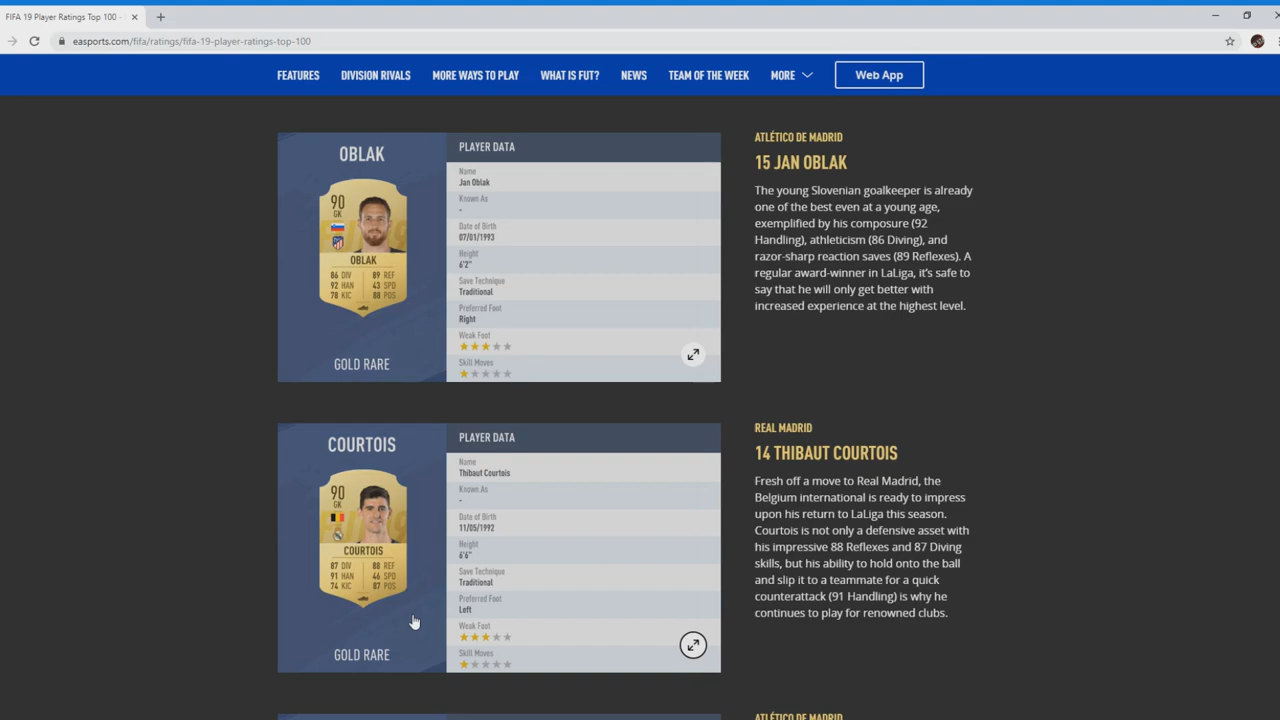 FIFA 19 Player Ratings Top 100 -
easports.com/fifa/ratings/fifa-19-player-ratings-top-100
FEATURES DIVISION RIVALS MORE WAYS TO PLAY WHAT IS FUT? NEWS TEAM OF THE WEEK MORE Web App
OBLAK
90
GK
OBLAK
86 DIV 89 REF
92 HAN 43 SPD
78 KIC 88 POS
GOLD RARE
PLAYER DATA
Name
Jan Oblak
Known As
-
Date of Birth
07/01/1993
Height
6'2"
Save Technique
Traditional
Preferred Foot
Right
Weak Foot
Skill Moves
ATLÉTICO DE MADRID
15 JAN OBLAK
The young Slovenian goalkeeper is already
one of the best even at a young age,
exemplified by his composure (92
Handling), athleticism (86 Diving), and
razor-sharp reaction saves (89 Reflexes). A
regular award-winner in LaLiga, it's safe to
say that he will only get better with
increased experience at the highest level.
COURTOIS
90
GK
COURTOIS
87 DIV 88 REF
91 HAN 46 SPD
74 KIC 87 POS
GOLD RARE
PLAYER DATA
Name
Thibaut Courtois
Known As
-
Date of Birth
11/05/1992
Height
6'6"
Save Technique
Traditional
Preferred Foot
Left
Weak Foot
Skill Moves
REAL MADRID
14 THIBAUT COURTOIS
Fresh off a move to Real Madrid, the
Belgium international is ready to impress
upon his return to LaLiga this season.
Courtois is not only a defensive asset with
his impressive 88 Reflexes and 87 Diving
skills, but his ability to hold onto the ball
and slip it to a teammate for a quick
counterattack (91 Handling) is why he
continues to play for renowned clubs.
ATLÉTICO DE MADRID